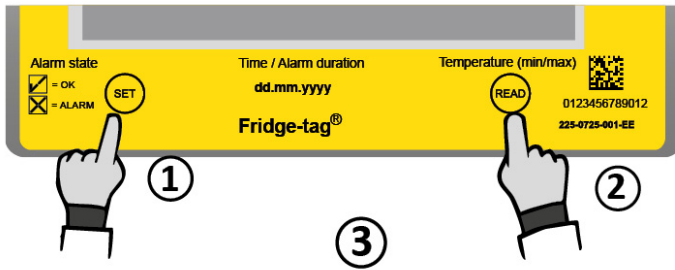 Alarm state
= OK
= ALARM
SET
Time / Alarm duration
dd.mm.yyyy
Fridge-tag®
Temperature (min/max)
READ
0123456789012
225-0725-001-EE
1
2
3